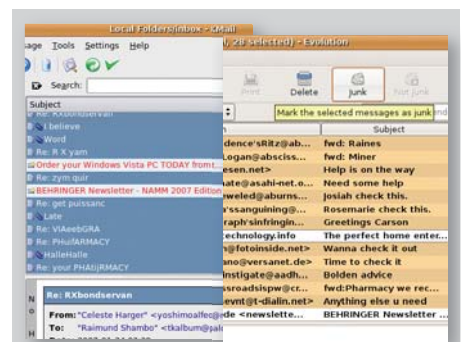 Local Folders/inbox - KMail
age Tools Settings Help
Search:
Subject
Re: RXbondservan
I believe
Word
Re: R X yam
Order your Windows Vista PC TODAY from t...
Re: zym quir
BEHRINGER Newsletter - NAMM 2007 Edition
Re: get puissanc
Late
Re: VIAeebGRA
Re: PHuifARMACY
HalleHalle
Re: your PHAtijRMACY
N
o
H
Re: RXbondservan
From: "Celeste Harger" <yoshimoalfec@
To: "Raimund Shambo" <tkalbum@
, 28 selected) - Evolution
Print Delete Junk Not Junk
Mark the selected messages as junk
Subject
dence'sRitz@ab... fwd: Raines
Logan@absciss... fwd: Miner
esen.net> Help is on the way
nate@asahi-net.o... Need some help
eweled@aburns... Josiah check this.
r'ssanguining@... Rosemarie check this.
raph'sinfringin... Greetings Carson
technology.info The perfect home enter...
n@fotoinside.net> Wanna check it out
ano@versanet.de> Time to check it
nstigate@aadh... Bolden advice
ssroadsispw@cr... fwd:Pharmacy we rec...
evnt@t-dialin.net> Anything else u need
de <newslette... BEHRINGER Newsletter ...